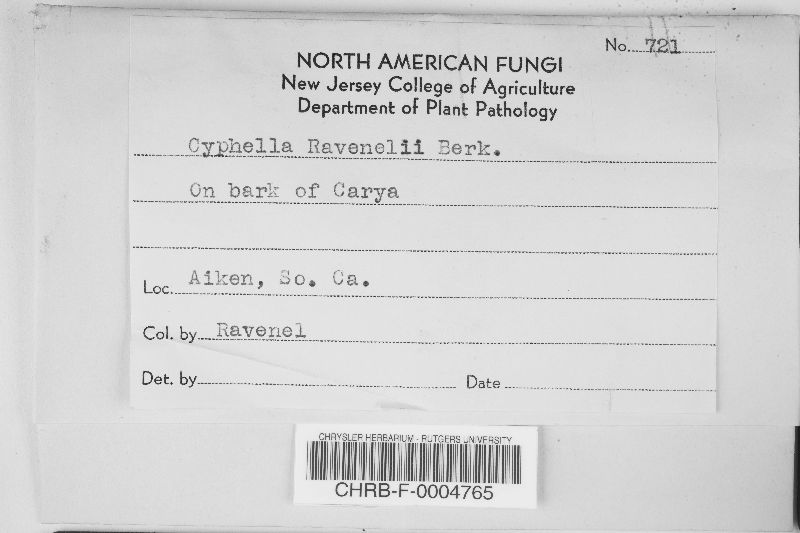 No. 721
NORTH AMERICAN FUNGI
New Jersey College of Agriculture
Department of Plant Pathology
Cyphella Ravenelii Berk.
On bark of Carya
Loc. Aiken, So. Ca.
Col. by Ravenel
Det. by Date
CHRYSLER HERBARIUM - RUTGERS UNIVERSITY
CHRB-F-0004765